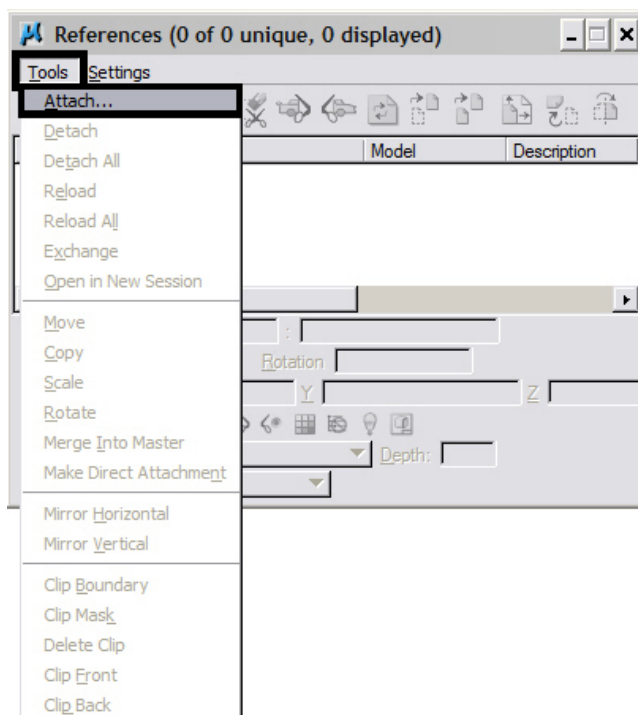 References (0 of 0 unique, 0 displayed)
Tools Settings
Attach...
Detach
Detach All
Reload
Reload All
Exchange
Open in New Session
Move
Copy
Scale
Rotate
Merge Into Master
Make Direct Attachment
Mirror Horizontal
Mirror Vertical
Clip Boundary
Clip Mask
Delete Clip
Clip Front
Clip Back
Model Description
:
Rotation
Y Z
Depth: